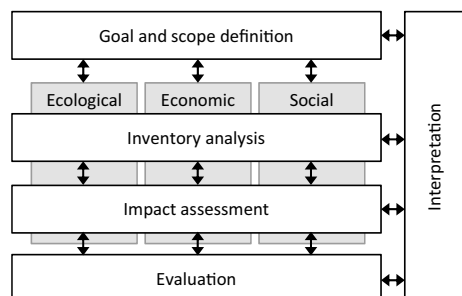 Goal and scope definition
Ecological
Economic
Social
Inventory analysis
Impact assessment
Evaluation
Interpretation